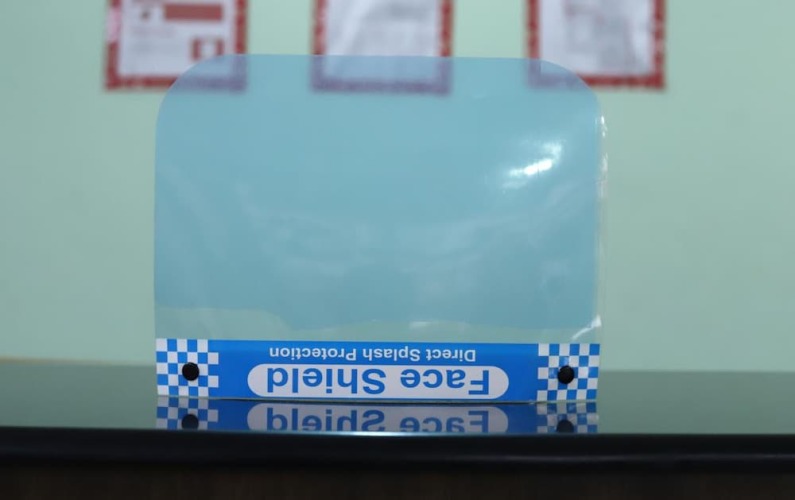 Face Shield
Direct Splash Protection